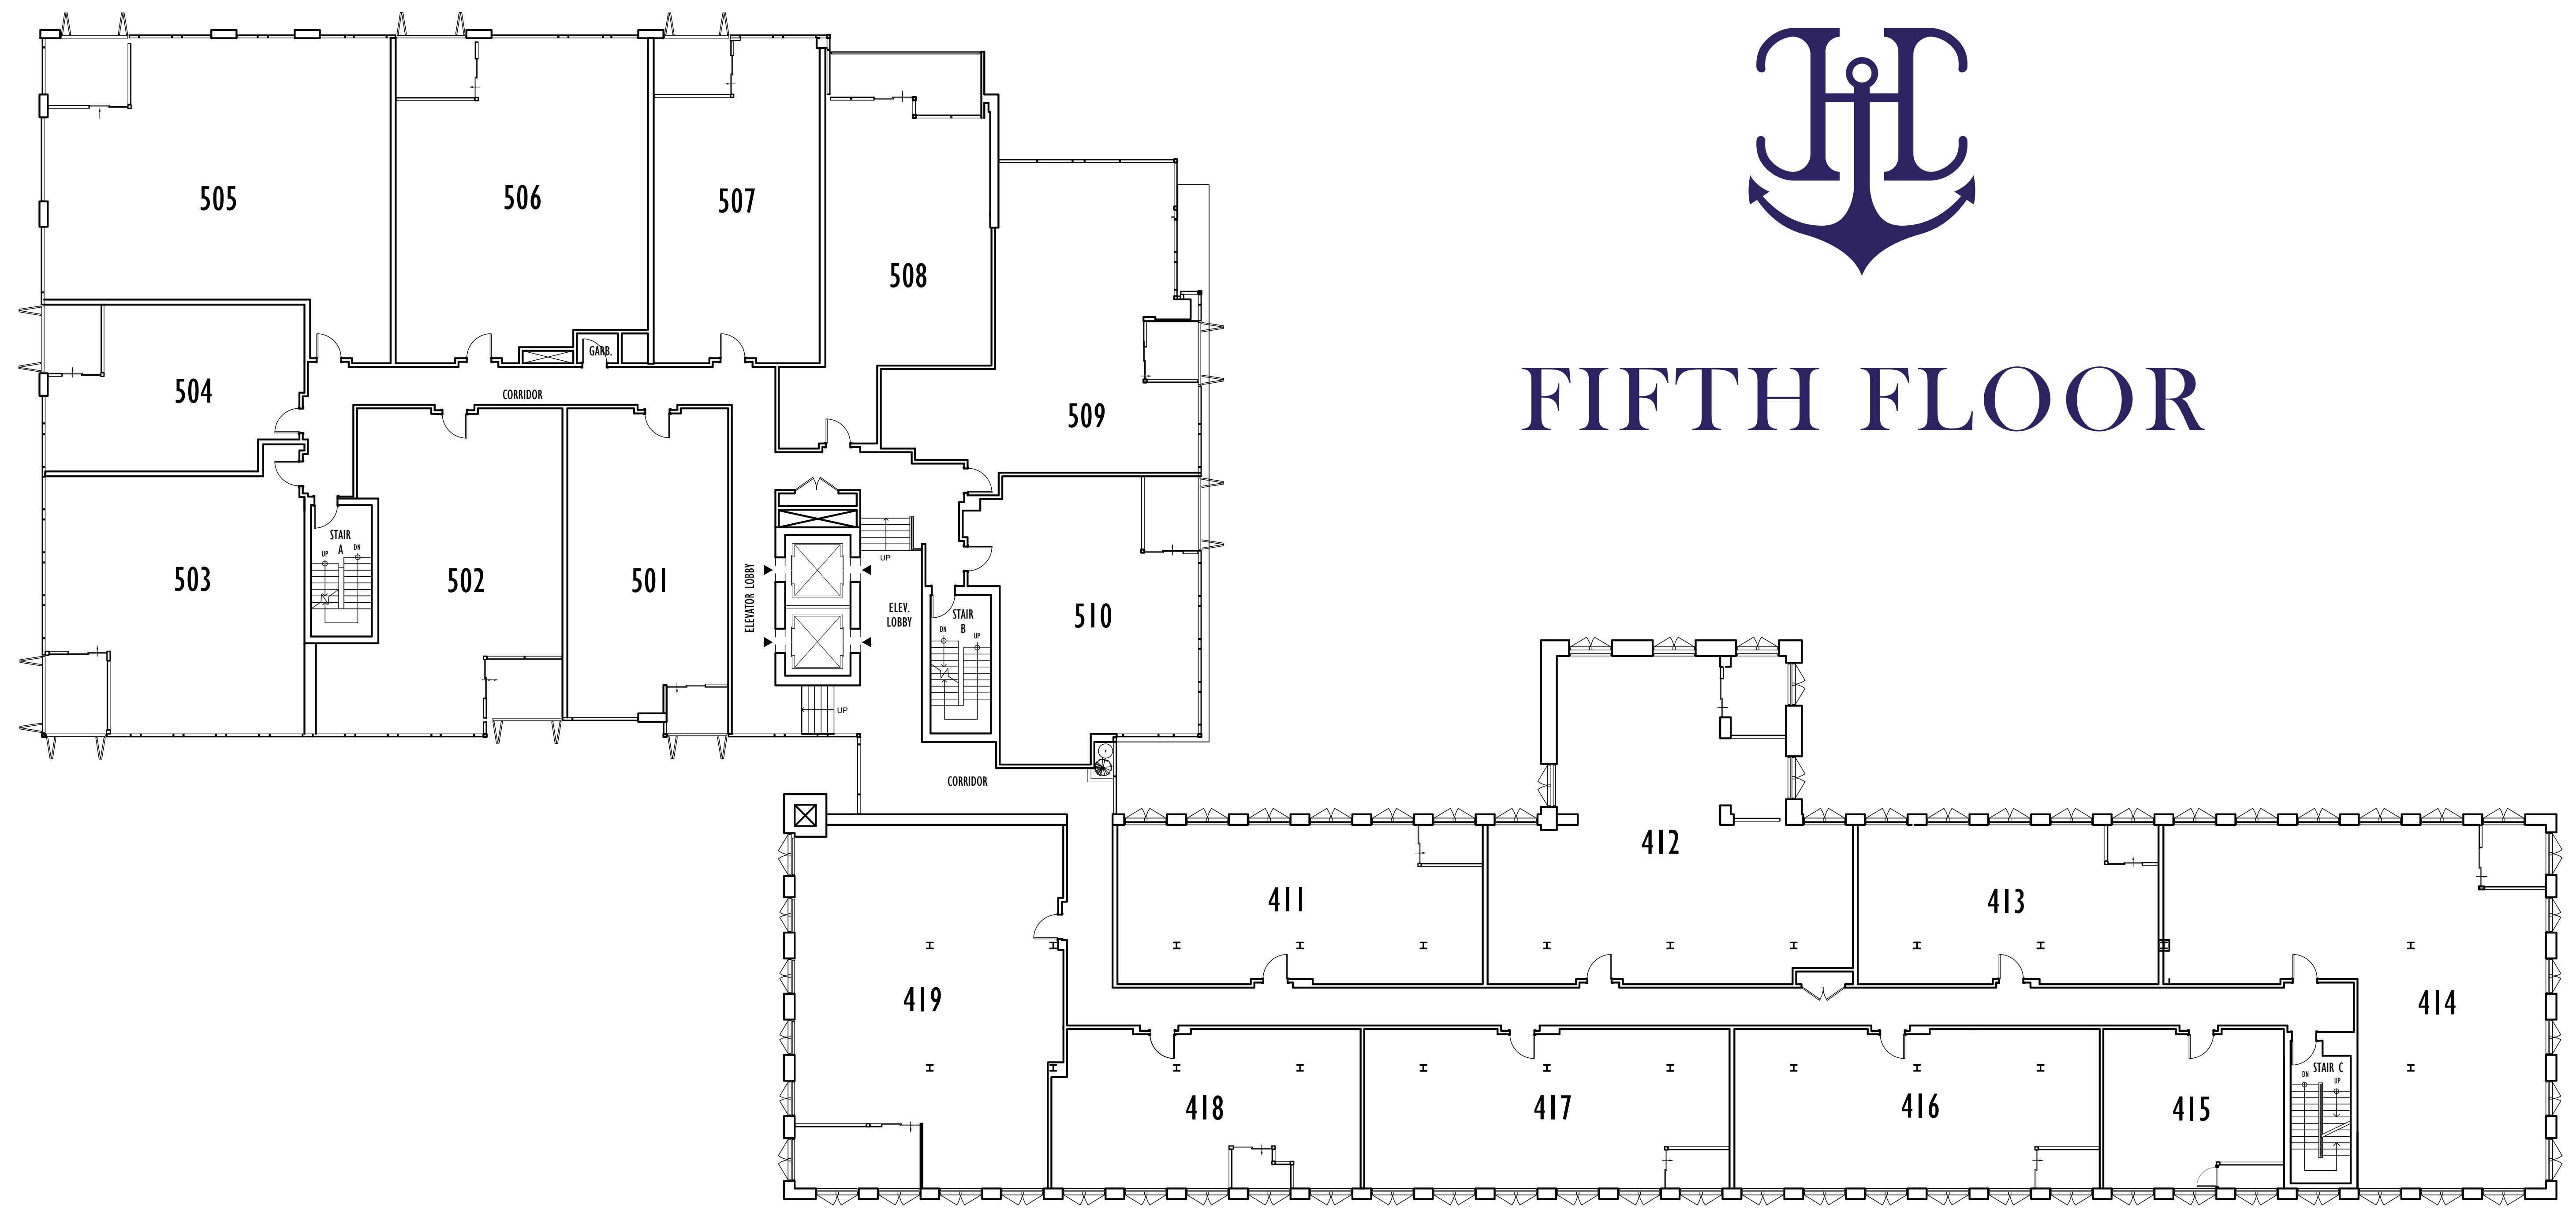 HC
FIFTH FLOOR
505
506
507
508
509
504
GARB.
CORRIDOR
503
STAIR
A
UP
DN
502
501
ELEVATOR LOBBY
UP
ELEV.
LOBBY
STAIR
B
DN
UP
510
UP
CORRIDOR
412
411
413
419
414
418
417
416
415
STAIR C
DN
UP